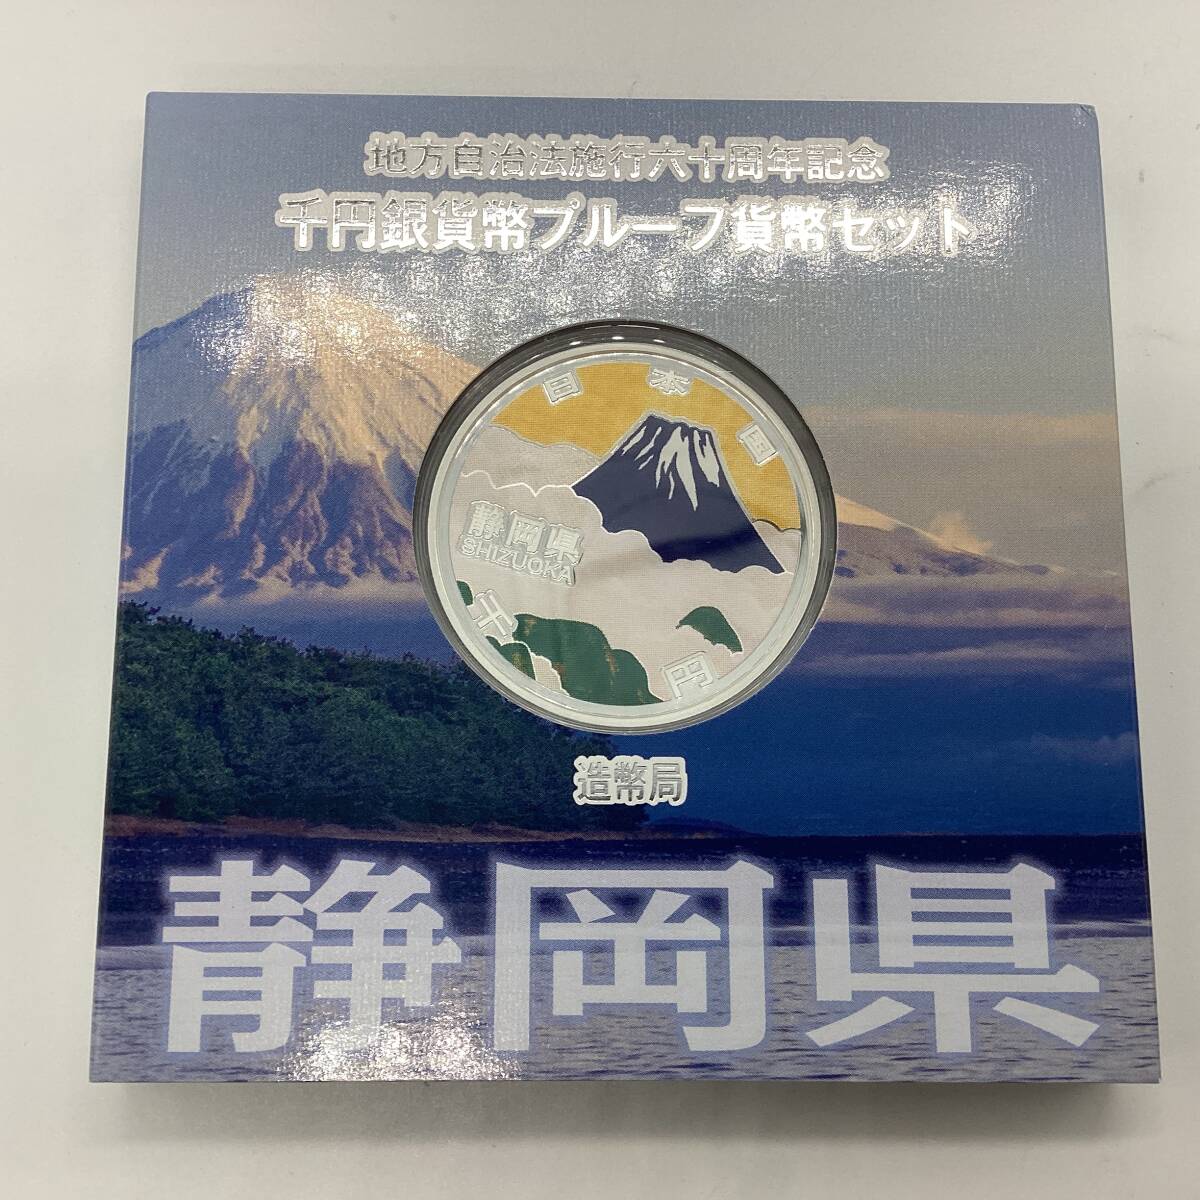 地方自治法施行六十周年記念
千円銀貨幣プルーフ貨幣セット
日本国
静岡県
SHIZUOKA
千円
造幣局
静岡県